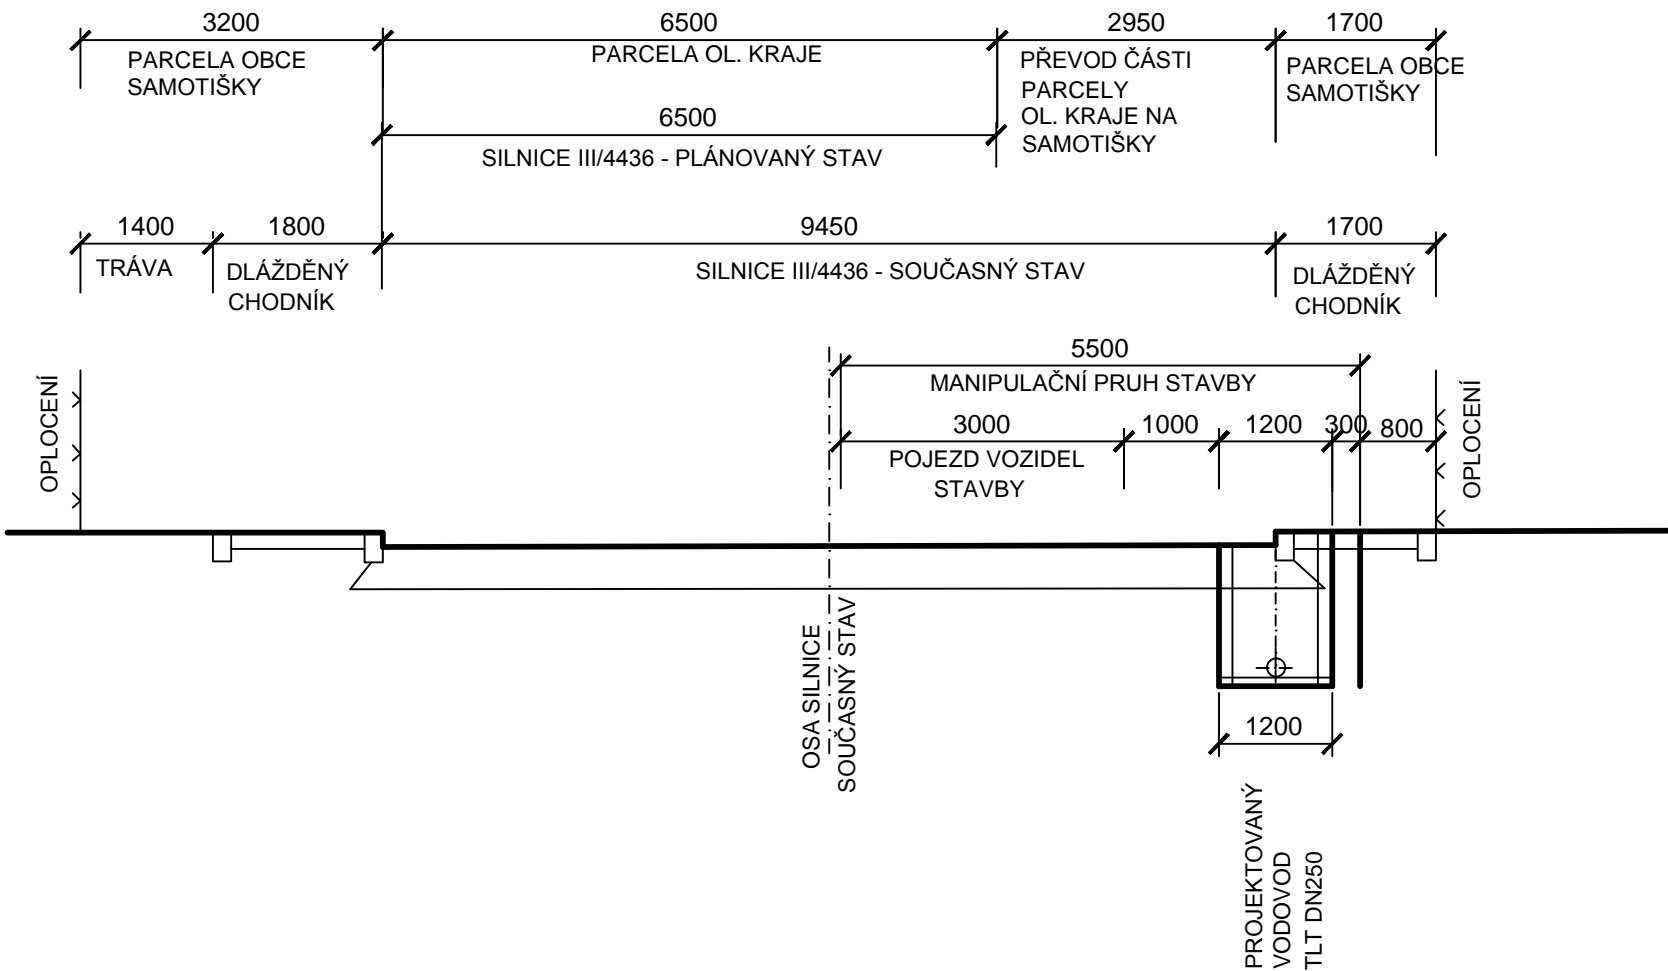 3200
6500
2950
1700
PARCELA OBCE
SAMOTIŠKY
PARCELA OL. KRAJE
PŘEVOD ČÁSTI
PARCELY
OL. KRAJE NA
SAMOTIŠKY
PARCELA OBCE
SAMOTIŠKY
6500
SILNICE III/4436 - PLÁNOVANÝ STAV
1400
1800
9450
1700
TRÁVA
DLÁŽDĚNÝ
CHODNÍK
SILNICE III/4436 - SOUČASNÝ STAV
DLÁŽDĚNÝ
CHODNÍK
5500
MANIPULAČNÍ PRUH STAVBY
OPLOCENÍ
3000
1000
1200
300
800
POJEZD VOZIDEL
STAVBY
OPLOCENÍ
OSA SILNICE
SOUČASNÝ STAV
1200
PROJEKTOVANÝ
VODOVOD
TLT DN250